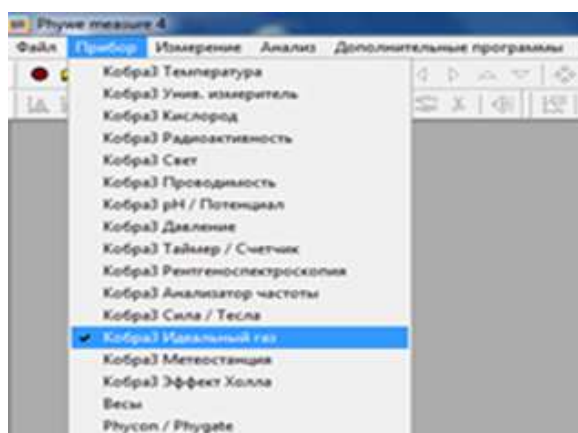 Phywe measure 4
Файл Прибор Измерение Анализ Дополнительные программы
Кобра3 Температура
Кобра3 Унив. измеритель
Кобра3 Кислород
Кобра3 Радиоактивность
Кобра3 Свет
Кобра3 Проводимость
Кобра3 pH / Потенциал
Кобра3 Давление
Кобра3 Таймер / Счетчик
Кобра3 Рентгеноспектроскопия
Кобра3 Анализатор частоты
Кобра3 Сила / Тесла
Кобра3 Идеальный газ
Кобра3 Метеостанция
Кобра3 Эффект Холла
Весы
Phycon / Phygate